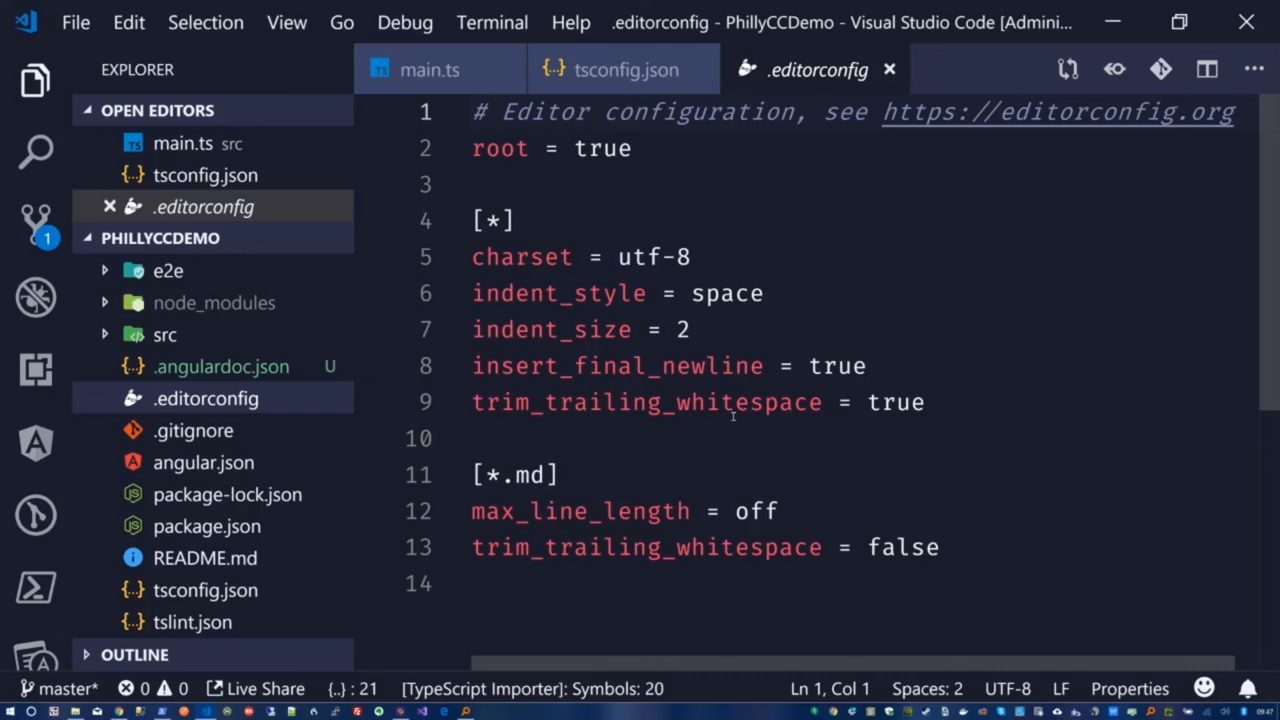 File Edit Selection View Go Debug Terminal Help .editorconfig - PhillyCCDemo - Visual Studio Code [Admini...
EXPLORER
main.ts
tsconfig.json
.editorconfig
OPEN EDITORS
main.ts src
tsconfig.json
.editorconfig
PHILLYCCDEMO
e2e
node_modules
src
.angulardoc.json U
.editorconfig
.gitignore
angular.json
package-lock.json
package.json
README.md
tsconfig.json
tslint.json
OUTLINE
1
1 # Editor configuration, see https://editorconfig.org
2 root = true
3
4 [*]
5 charset = utf-8
6 indent_style = space
7 indent_size = 2
8 insert_final_newline = true
9 trim_trailing_whitespace = true
10
11 [*.md]
12 max_line_length = off
13 trim_trailing_whitespace = false
14
master* 0 0 Live Share {..} : 21 [TypeScript Importer]: Symbols: 20 Ln 1, Col 1 Spaces: 2 UTF-8 LF Properties
09:47